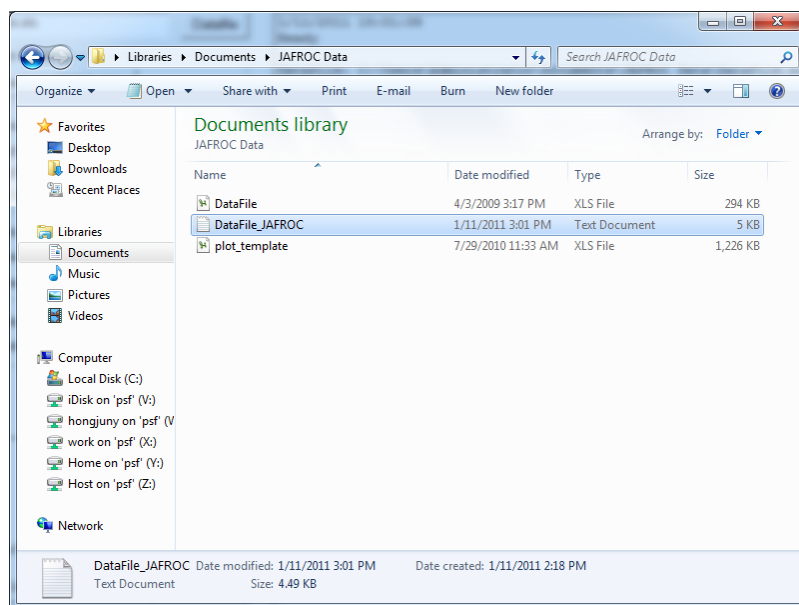 Libraries Documents JAFROC Data Search JAFROC Data
Organize Open Share with Print E-mail Burn New folder
Favorites
Desktop
Downloads
Recent Places
Libraries
Documents
Music
Pictures
Videos
Computer
Local Disk (C:)
iDisk on 'psf' (V:)
hongjuny on 'psf' (V
work on 'psf' (X:)
Home on 'psf' (Y:)
Host on 'psf' (Z:)
Network
Documents library
JAFROC Data
Arrange by: Folder
Name Date modified Type Size
DataFile 4/3/2009 3:17 PM XLS File 294 KB
DataFile_JAFROC 1/11/2011 3:01 PM Text Document 5 KB
plot_template 7/29/2010 11:33 AM XLS File 1,226 KB
DataFile_JAFROC Date modified: 1/11/2011 3:01 PM Date created: 1/11/2011 2:18 PM
Text Document Size: 4.49 KB